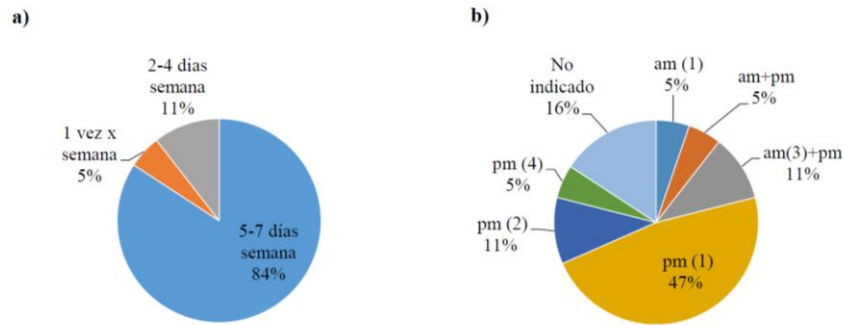 a)
2-4 dias
semana
11%
1 vez x
semana
5%
5-7 días
semana
84%
b)
No
indicado
16%
am (1)
5%
am+pm
5%
am(3)+pm
11%
pm (4)
5%
pm (2)
11%
pm (1)
47%